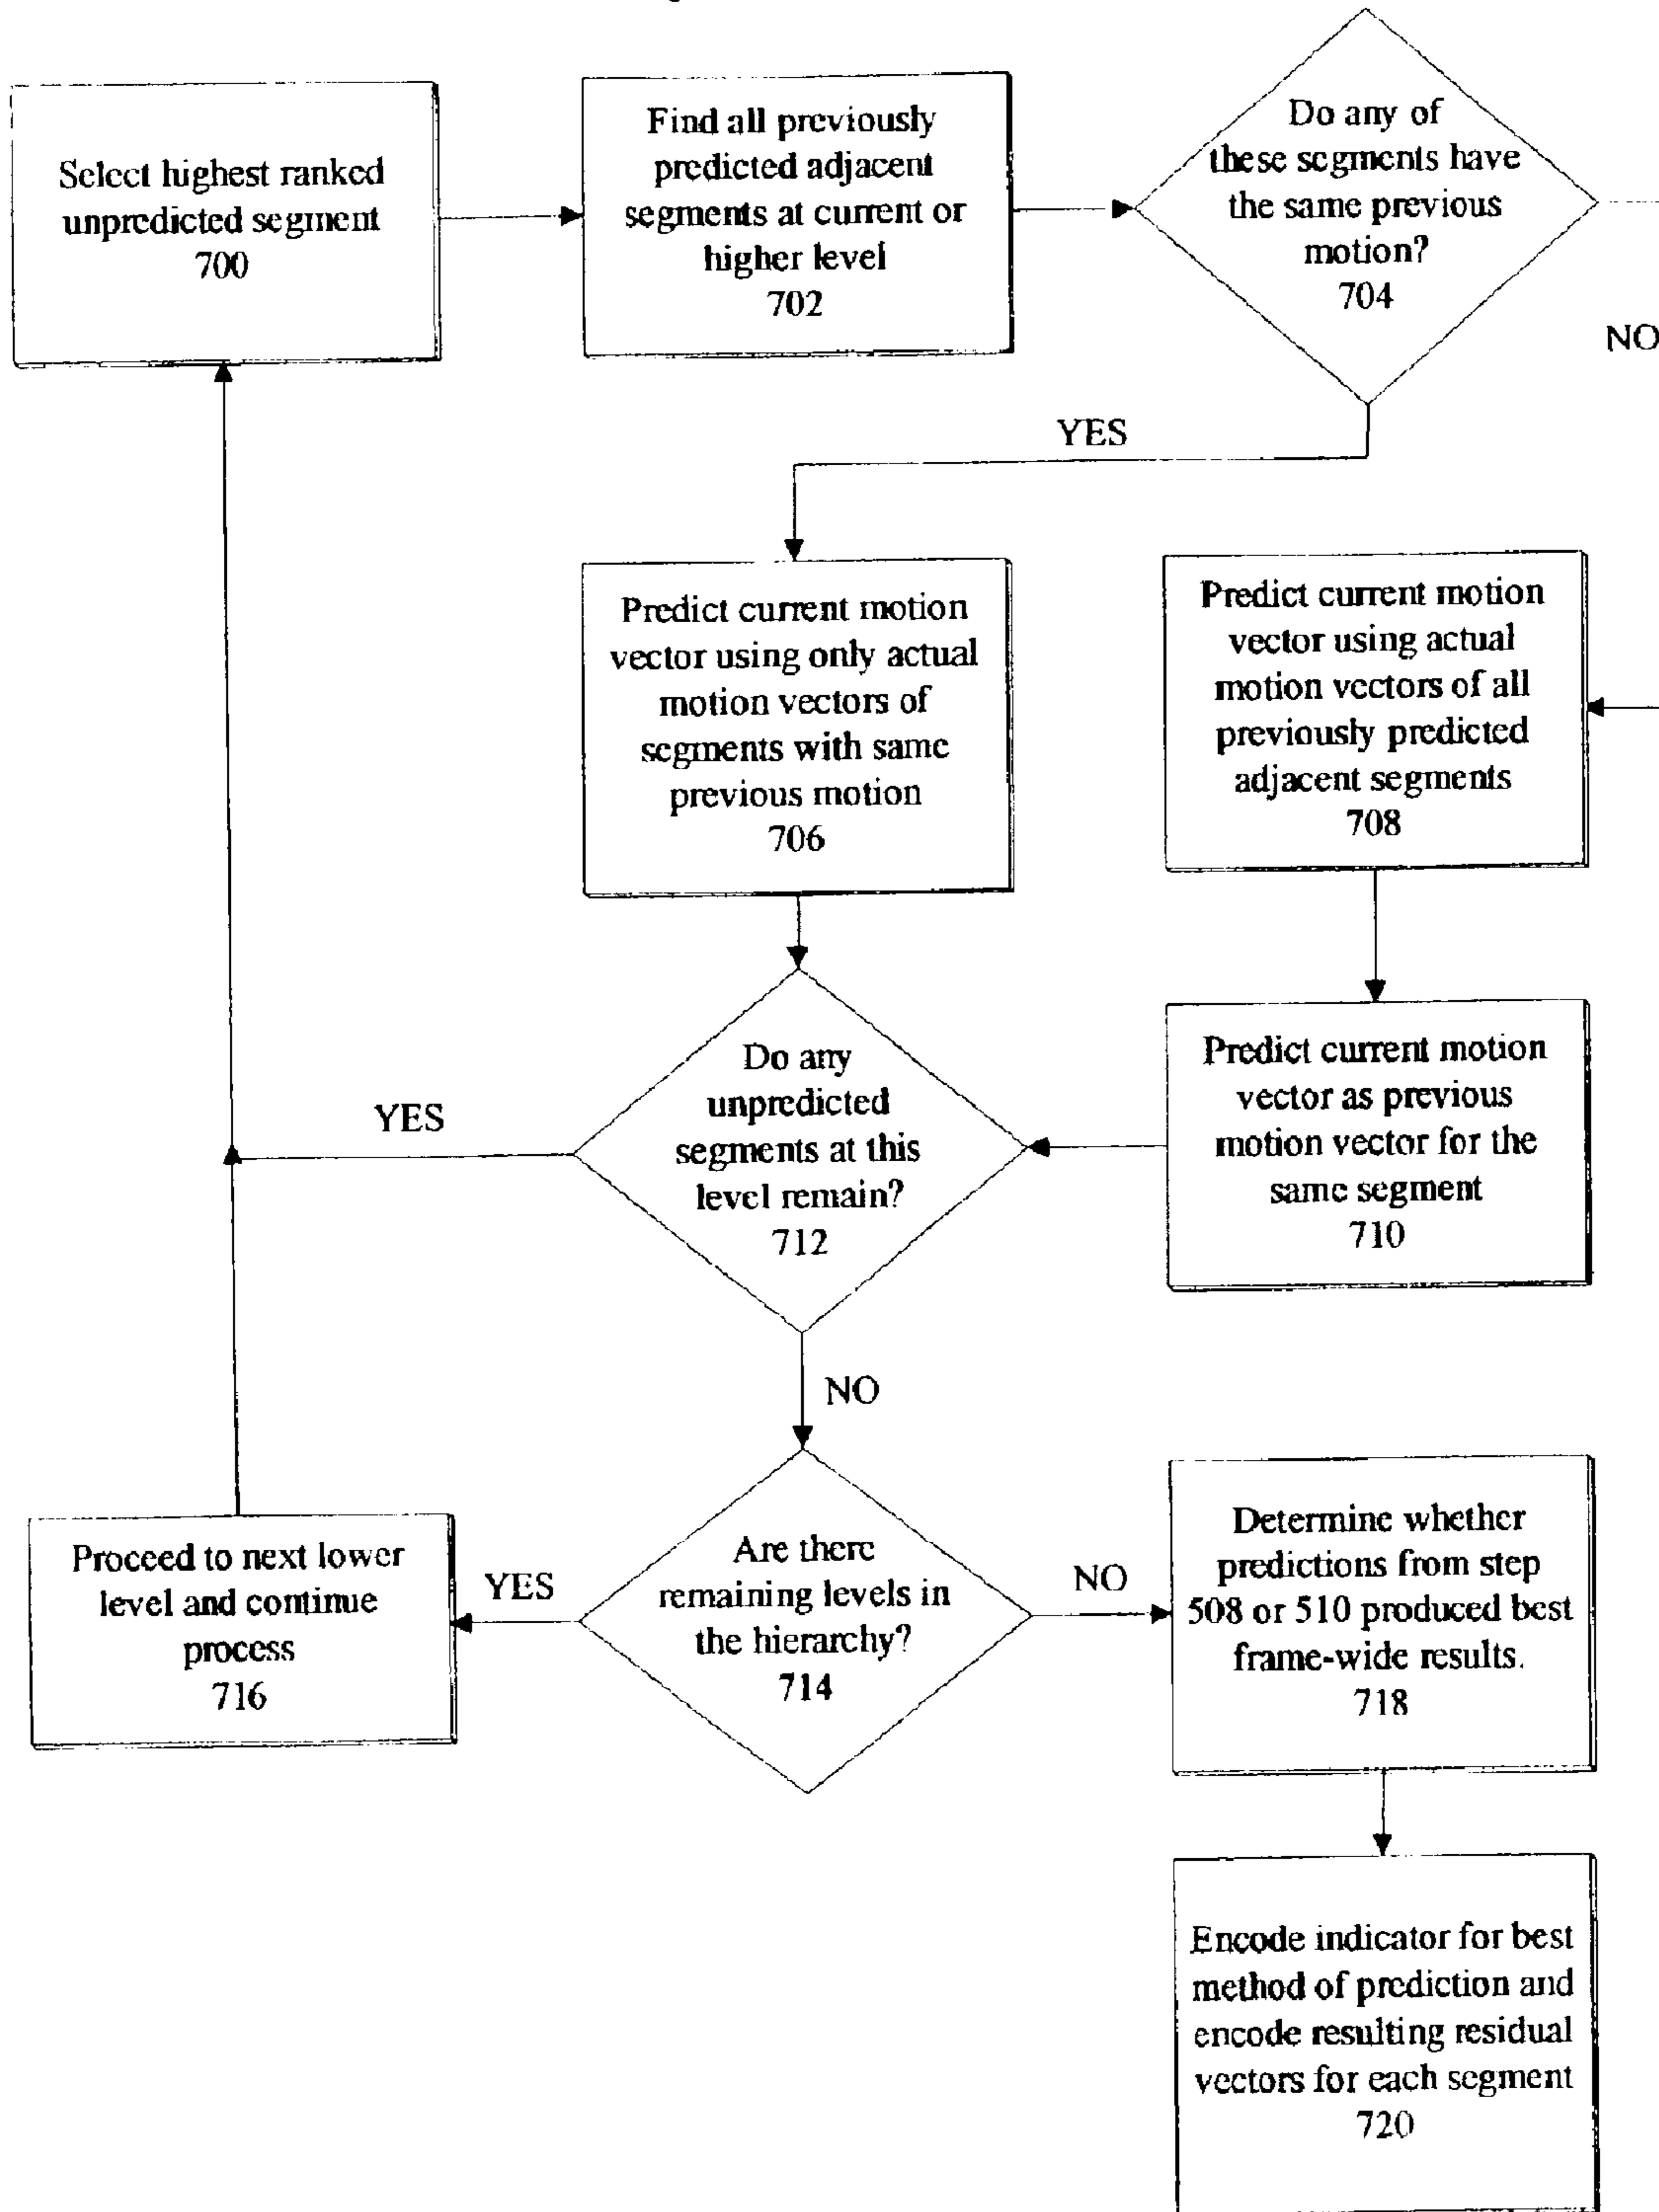 Select highest ranked
unpredicted segment
700
Find all previously
predicted adjacent
segments at current or
higher level
702
Do any of
these segments have
the same previous
motion?
704
NO
YES
Predict current motion
vector using only actual
motion vectors of
segments with same
previous motion
706
Predict current motion
vector using actual
motion vectors of all
previously predicted
adjacent segments
708
Do any
unpredicted
segments at this
level remain?
712
YES
Predict current motion
vector as previous
motion vector for the
same segment
710
NO
Proceed to next lower
level and continue
process
716
YES
Are there
remaining levels in
the hierarchy?
714
NO
Determine whether
predictions from step
508 or 510 produced best
frame-wide results.
718
Encode indicator for best
method of prediction and
encode resulting residual
vectors for each segment
720